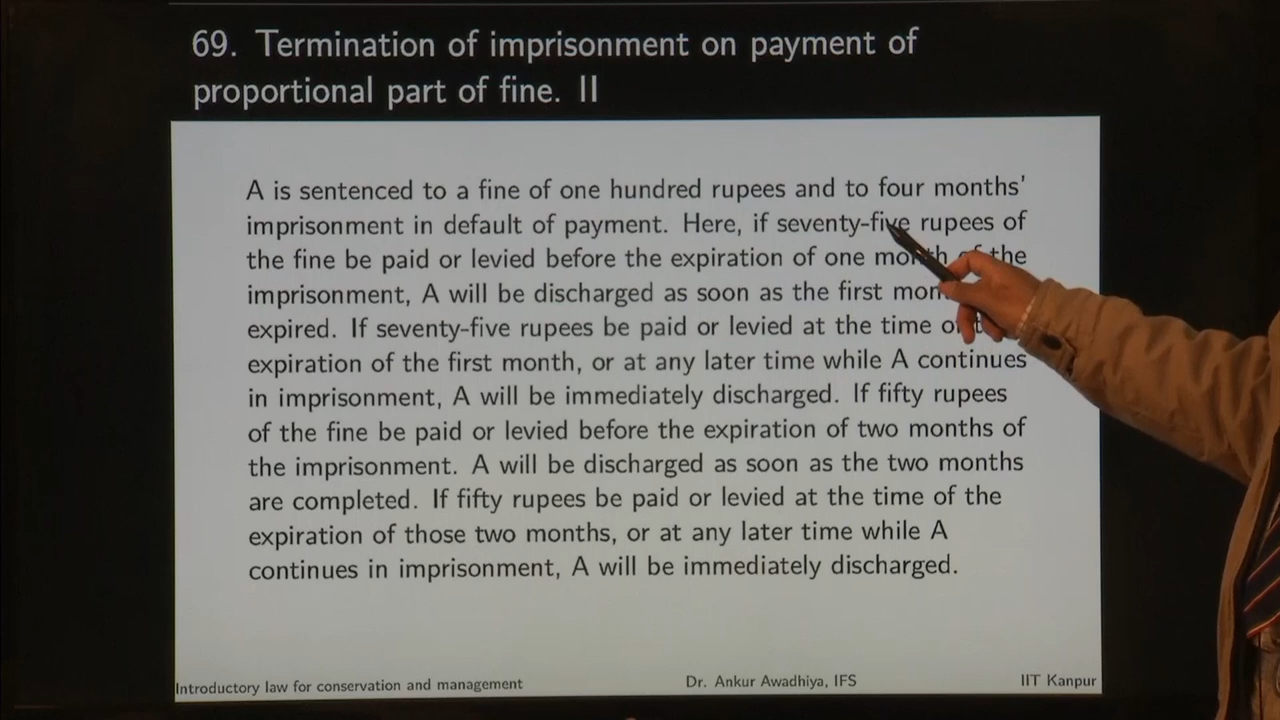 69. Termination of imprisonment on payment of
proportional part of fine. II
A is sentenced to a fine of one hundred rupees and to four months'
imprisonment in default of payment. Here, if seventy-five rupees of
the fine be paid or levied before the expiration of one month of the
imprisonment, A will be discharged as soon as the first
expired. If seventy-five rupees be paid or levied at the time
expiration of the first month, or at any later time while A continues
in imprisonment, A will be immediately discharged. If fifty rupees
of the fine be paid or levied before the expiration of two months of
the imprisonment. A will be discharged as soon as the two months
are completed. If fifty rupees be paid or levied at the time of the
expiration of those two months, or at any later time while A
continues in imprisonment, A will be immediately discharged.
Introductory law for conservation and management
Dr. Ankur Awadhiya, IFS
IIT Kanpur